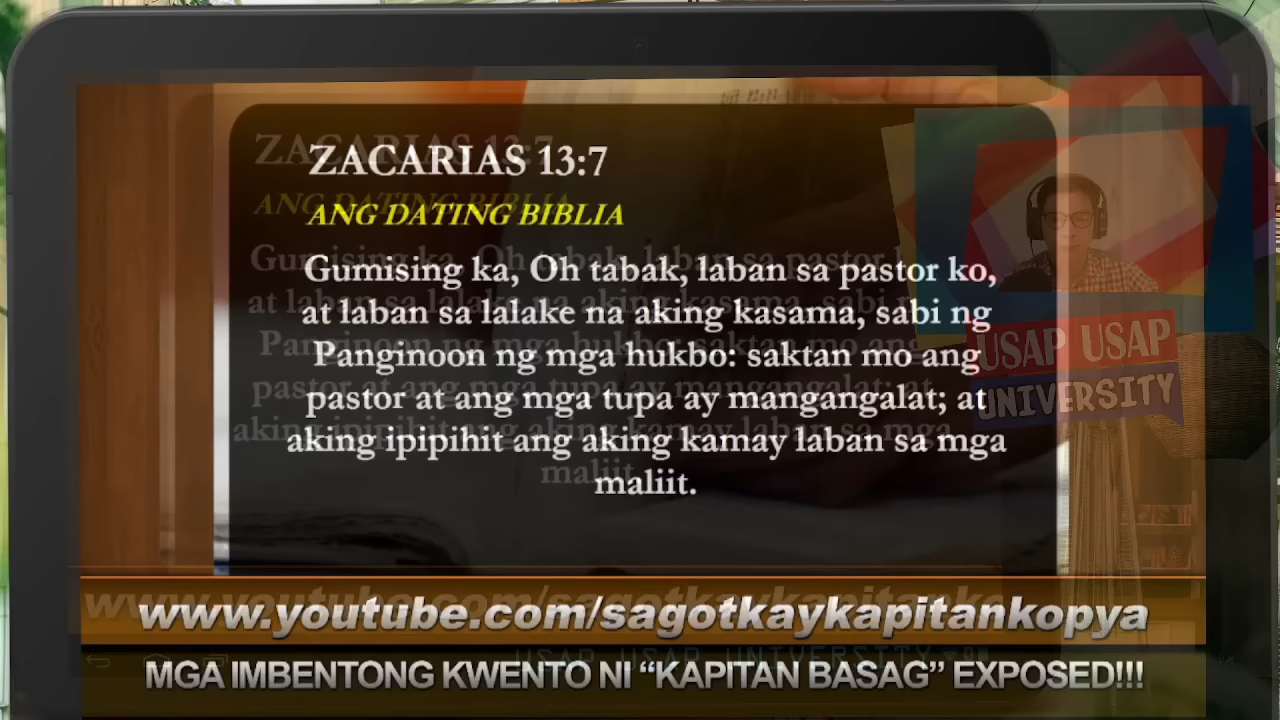 ZACARIAS 13:7
ANG DATING BIBLIA
Gumising ka, Oh tabak, laban sa pastor ko,
at laban sa lalake na aking kasama, sabi ng
Panginoon ng mga hukbo: saktan mo ang
pastor at ang mga tupa ay mangangalat; at
aking ipipihit ang aking kamay laban sa mga
maliit.
USAP USAP
UNIVERSITY
www.youtube.com/sagotkaykapitankopya
MGA IMBENTONG KWENTO NI “KAPITAN BASAG” EXPOSED!!!